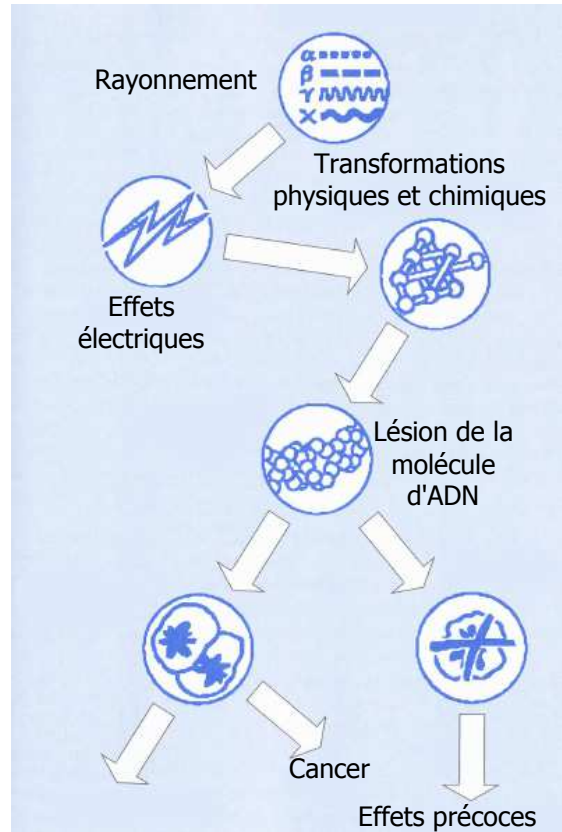 Rayonnement
α
β
γ
X
Transformations
physiques et chimiques
Effets
électriques
Lésion de la
molécule
d'ADN
Cancer
Effets précoces